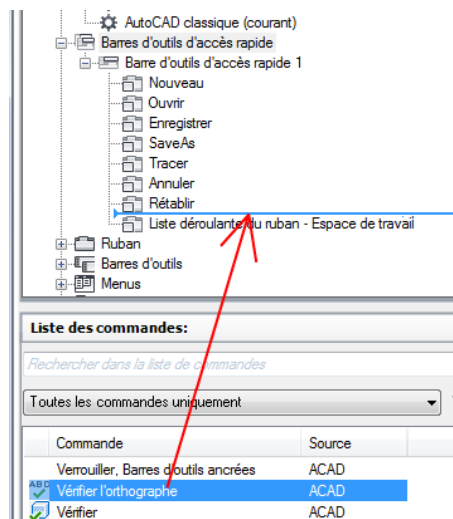 AutoCAD classique (courant)
Barres d'outils d'accès rapide
Barre d'outils d'accès rapide 1
Nouveau
Ouvrir
Enregistrer
SaveAs
Tracer
Annuler
Rétablir
Liste déroulante du ruban - Espace de travail
Ruban
Barres d'outils
Menus
Liste des commandes:
Rechercher dans la liste de commandes
Toutes les commandes uniquement
Commande Source
Verrouiller, Barres d'outils ancrées ACAD
ABC Vérifier l'orthographe ACAD
Vérifier ACAD